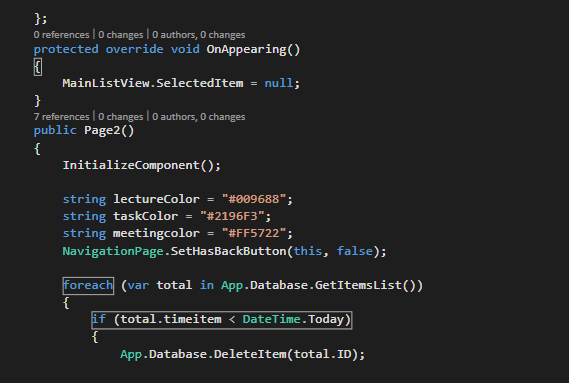 };
0 references | 0 changes | 0 authors, 0 changes
protected override void OnAppearing()
{
MainListView.SelectedItem = null;
}
7 references | 0 changes | 0 authors, 0 changes
public Page2()
{
InitializeComponent();
string lectureColor = "#009688";
string taskColor = "#2196F3";
string meetingcolor = "#FF5722";
NavigationPage.SetHasBackButton(this, false);
foreach (var total in App.Database.GetItemsList())
{
if (total.timeitem < DateTime.Today)
{
App.Database.DeleteItem(total.ID);